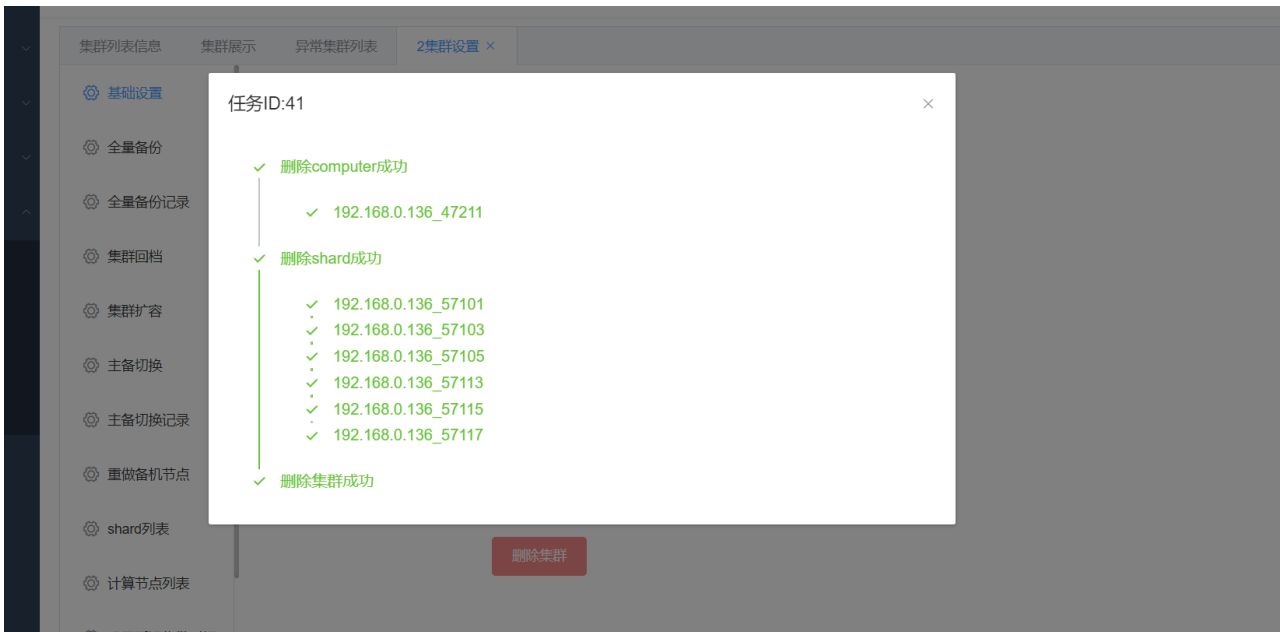 集群列表信息 集群展示 异常集群列表 2集群设置 ×
基础设置
任务ID:41
全量备份
删除computer成功
全量备份记录
192.168.0.136_47211
集群回档
删除shard成功
集群扩容
192.168.0.136_57101
192.168.0.136_57103
192.168.0.136_57105
主备切换
192.168.0.136_57113
192.168.0.136_57115
主备切换记录
192.168.0.136_57117
重做备机节点
删除集群成功
shard列表
删除集群
计算节点列表